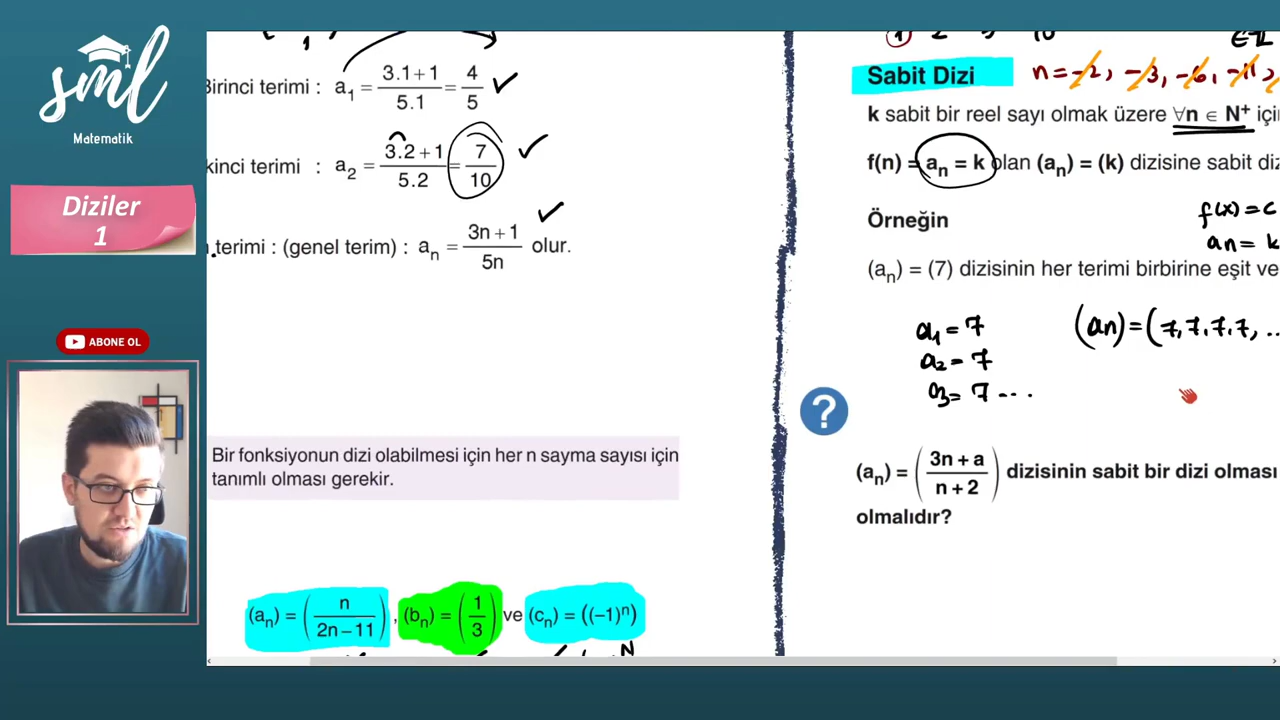 sml
Matematik
Diziler
1
ABONE OL
Birinci terimi : a₁ = (3.1+1)/(5.1) = 4/5 ✓
kinci terimi : a₂ = (3.2+1)/(5.2) = 7/10 ✓
n. terimi : (genel terim) : aₙ = (3n+1)/(5n) olur. ✓
Bir fonksiyonun dizi olabilmesi için her n sayma sayısı için
tanımlı olması gerekir.
(aₙ) = (n/(2n−11)), (bₙ) = (1/3) ve (cₙ) = ((−1)ⁿ)
N
Sabit Dizi
n = -2, -3, -6, -11,
k sabit bir reel sayı olmak üzere ∀n ∈ N⁺ içi
f(n) = aₙ = k olan (aₙ) = (k) dizisine sabit diz
Örneğin
f(x) = c
an = k
(aₙ) = (7) dizisinin her terimi birbirine eşit ve
a₁ = 7
a₂ = 7
a₃ = 7 ...
(an) = (7, 7, 7, 7, ...
?
(aₙ) = ((3n + a)/(n + 2)) dizisinin sabit bir dizi olması
olmalıdır?